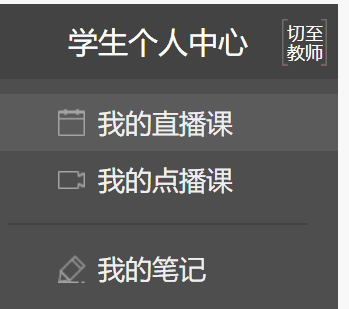 学生个人中心
切至
教师
我的直播课
我的点播课
我的笔记